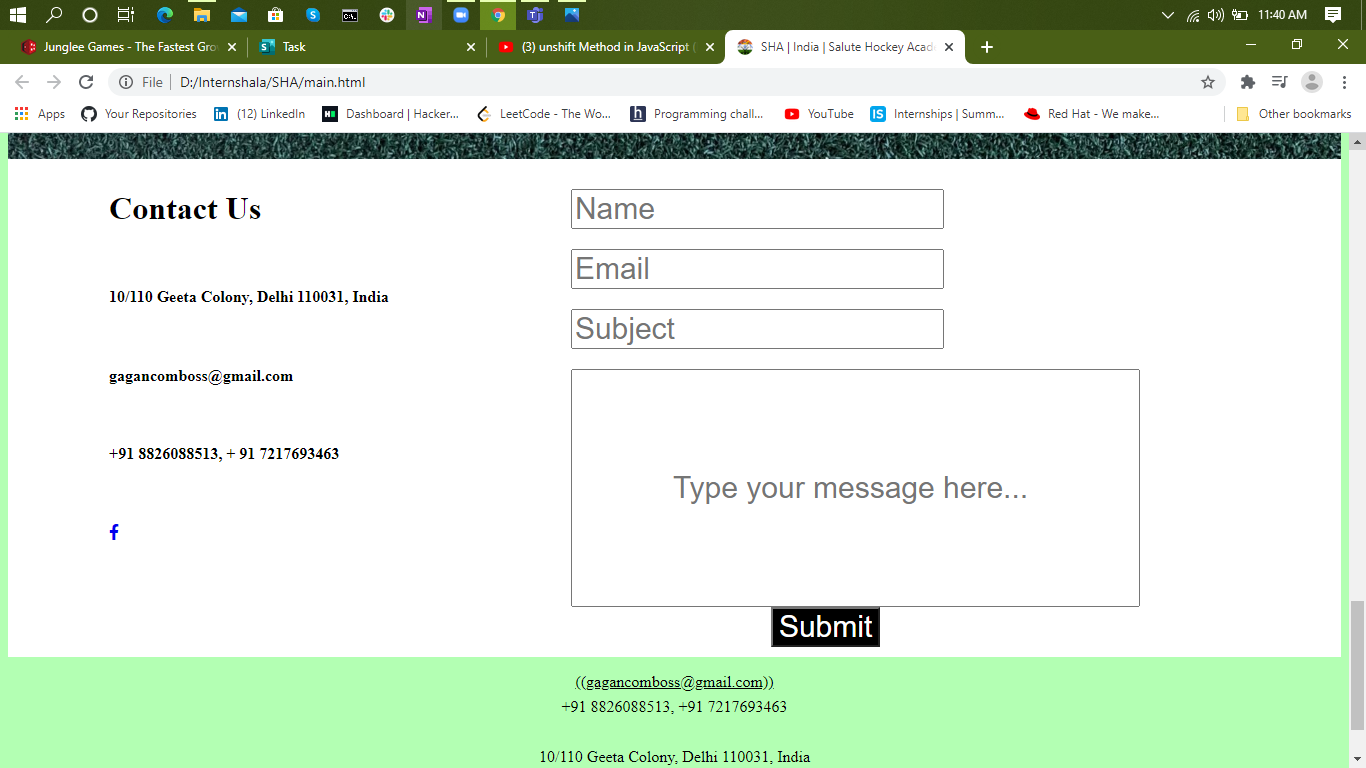 11:40 AM
Junglee Games - The Fastest Gro
Task
(3) unshift Method in JavaScript (
SHA | India | Salute Hockey Acad
File | D:/Internshala/SHA/main.html
Apps
Your Repositories
(12) LinkedIn
Dashboard | Hacker...
LeetCode - The Wo...
Programming chall...
YouTube
Internships | Summ...
Red Hat - We make...
Other bookmarks
Contact Us
10/110 Geeta Colony, Delhi 110031, India
gagancomboss@gmail.com
+91 8826088513, + 91 7217693463
Name
Email
Subject
Type your message here...
Submit
((gagancomboss@gmail.com))
+91 8826088513, +91 7217693463
10/110 Geeta Colony, Delhi 110031, India